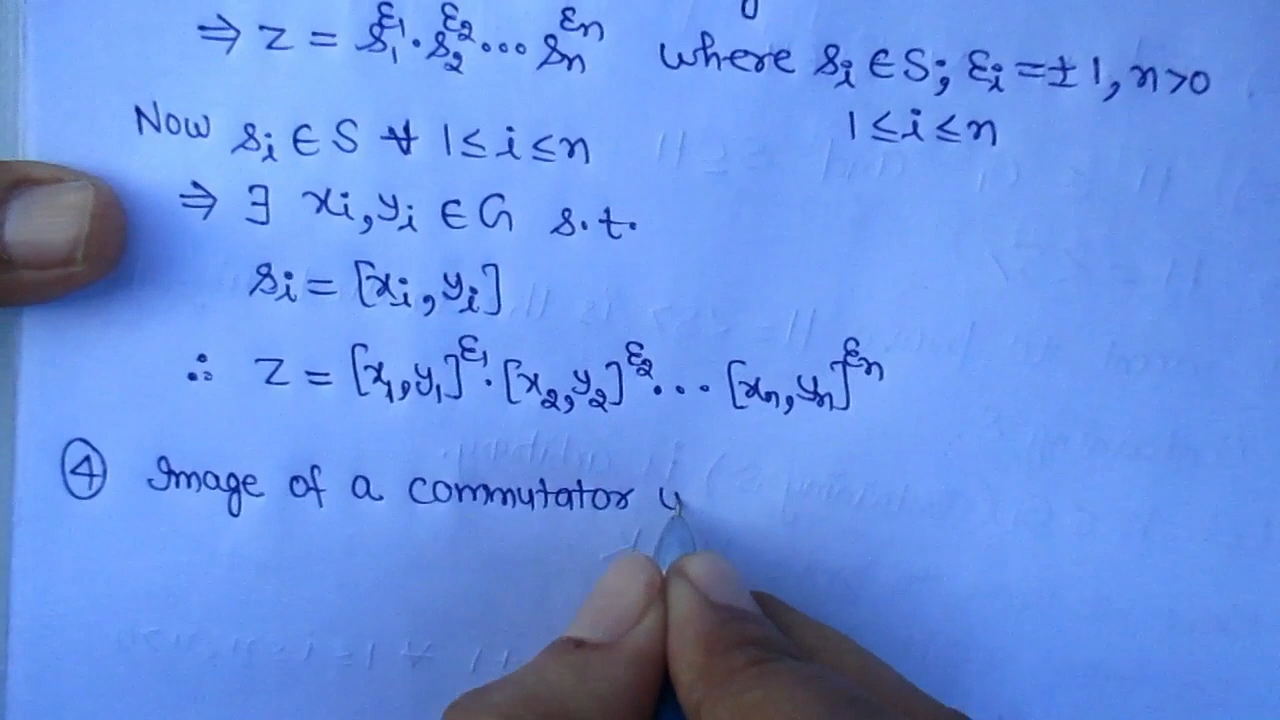 ⇒ z = s₁^ε₁ · s₂^ε₂ ... sₙ^εₙ where sᵢ ∈ S; εᵢ = ±1, n>0
1 ≤ i ≤ n
Now sᵢ ∈ S ∀ 1 ≤ i ≤ n
⇒ ∃ xᵢ, yᵢ ∈ G s.t.
sᵢ = [xᵢ, yᵢ]
∴ z = [x₁, y₁]^ε₁ · [x₂, y₂]^ε₂ ... [xₙ, yₙ]^εₙ
④ Image of a commutator u